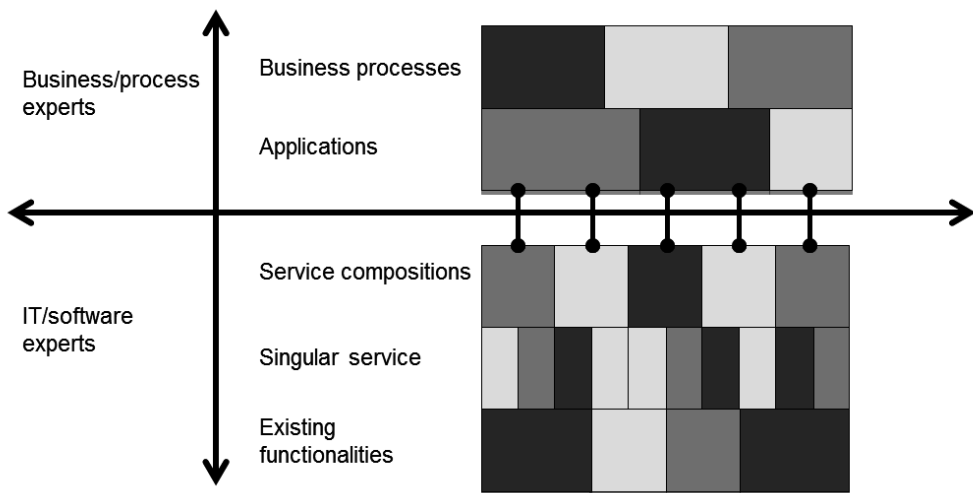 Business/process
experts
Business processes
Applications
IT/software
experts
Service compositions
Singular service
Existing
functionalities